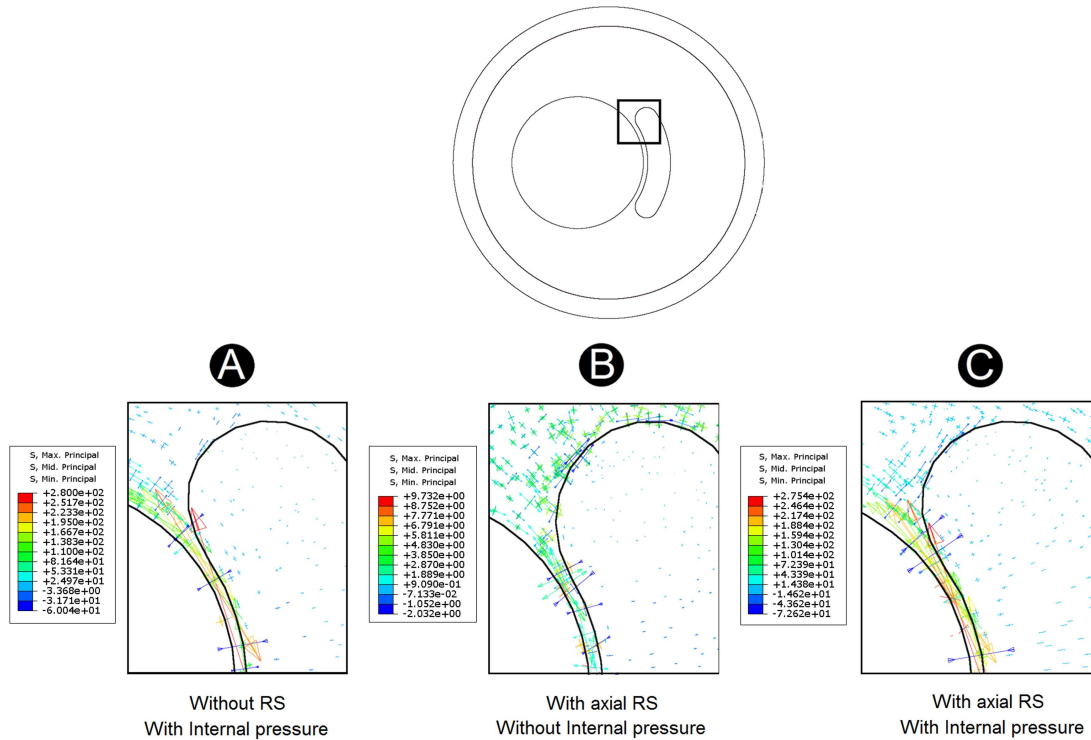 A
B
C
S, Max. Principal
S, Mid. Principal
S, Min. Principal
+2.800e+02
+2.517e+02
+2.233e+02
+1.950e+02
+1.667e+02
+1.383e+02
+1.100e+02
+8.164e+01
+5.331e+01
+2.497e+01
-3.368e+00
-3.171e+01
-6.004e+01
S, Max. Principal
S, Mid. Principal
S, Min. Principal
+9.732e+00
+8.752e+00
+7.771e+00
+6.791e+00
+5.811e+00
+4.830e+00
+3.850e+00
+2.870e+00
+1.889e+00
+9.090e-01
-7.133e-02
-1.052e+00
-2.032e+00
S, Max. Principal
S, Mid. Principal
S, Min. Principal
+2.754e+02
+2.464e+02
+2.174e+02
+1.884e+02
+1.594e+02
+1.304e+02
+1.014e+02
+7.239e+01
+4.339e+01
+1.438e+01
-1.462e+01
-4.362e+01
-7.262e+01
Without RS
With Internal pressure
With axial RS
Without Internal pressure
With axial RS
With Internal pressure